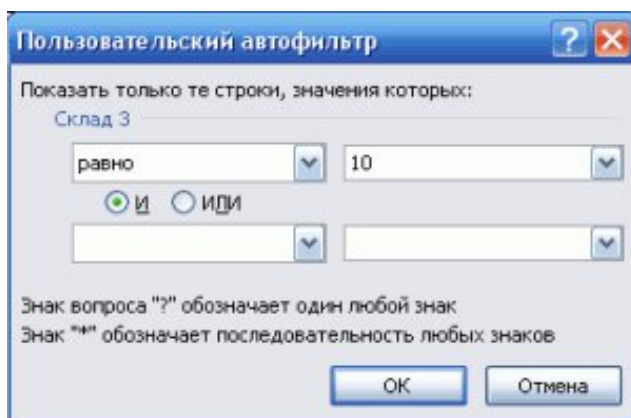 Пользовательский автофильтр
Показать только те строки, значения которых:
Склад 3
равно 10
И ИЛИ
Знак вопроса "?" обозначает один любой знак
Знак "*" обозначает последовательность любых знаков
ОК Отмена